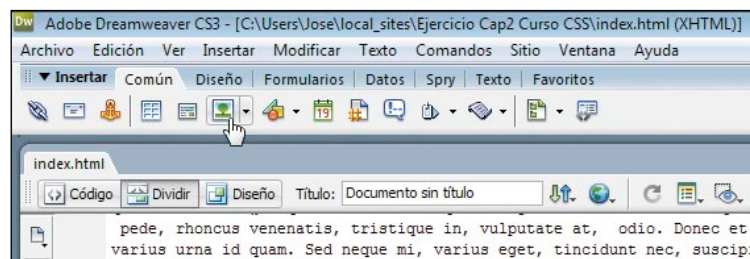 Dw Adobe Dreamweaver CS3 - [C:\Users\Jose\local_sites\Ejercicio Cap2 Curso CSS\index.html (XHTML)]
Archivo Edición Ver Insertar Modificar Texto Comandos Sitio Ventana Ayuda
▼ Insertar Común Diseño Formularios Datos Spry Texto Favoritos
19
index.html
Código Dividir Diseño Título: Documento sin título
pede, rhoncus venenatis, tristique in, vulputate at, odio. Donec et
varius urna id quam. Sed neque mi, varius eget, tincidunt nec, suscipi